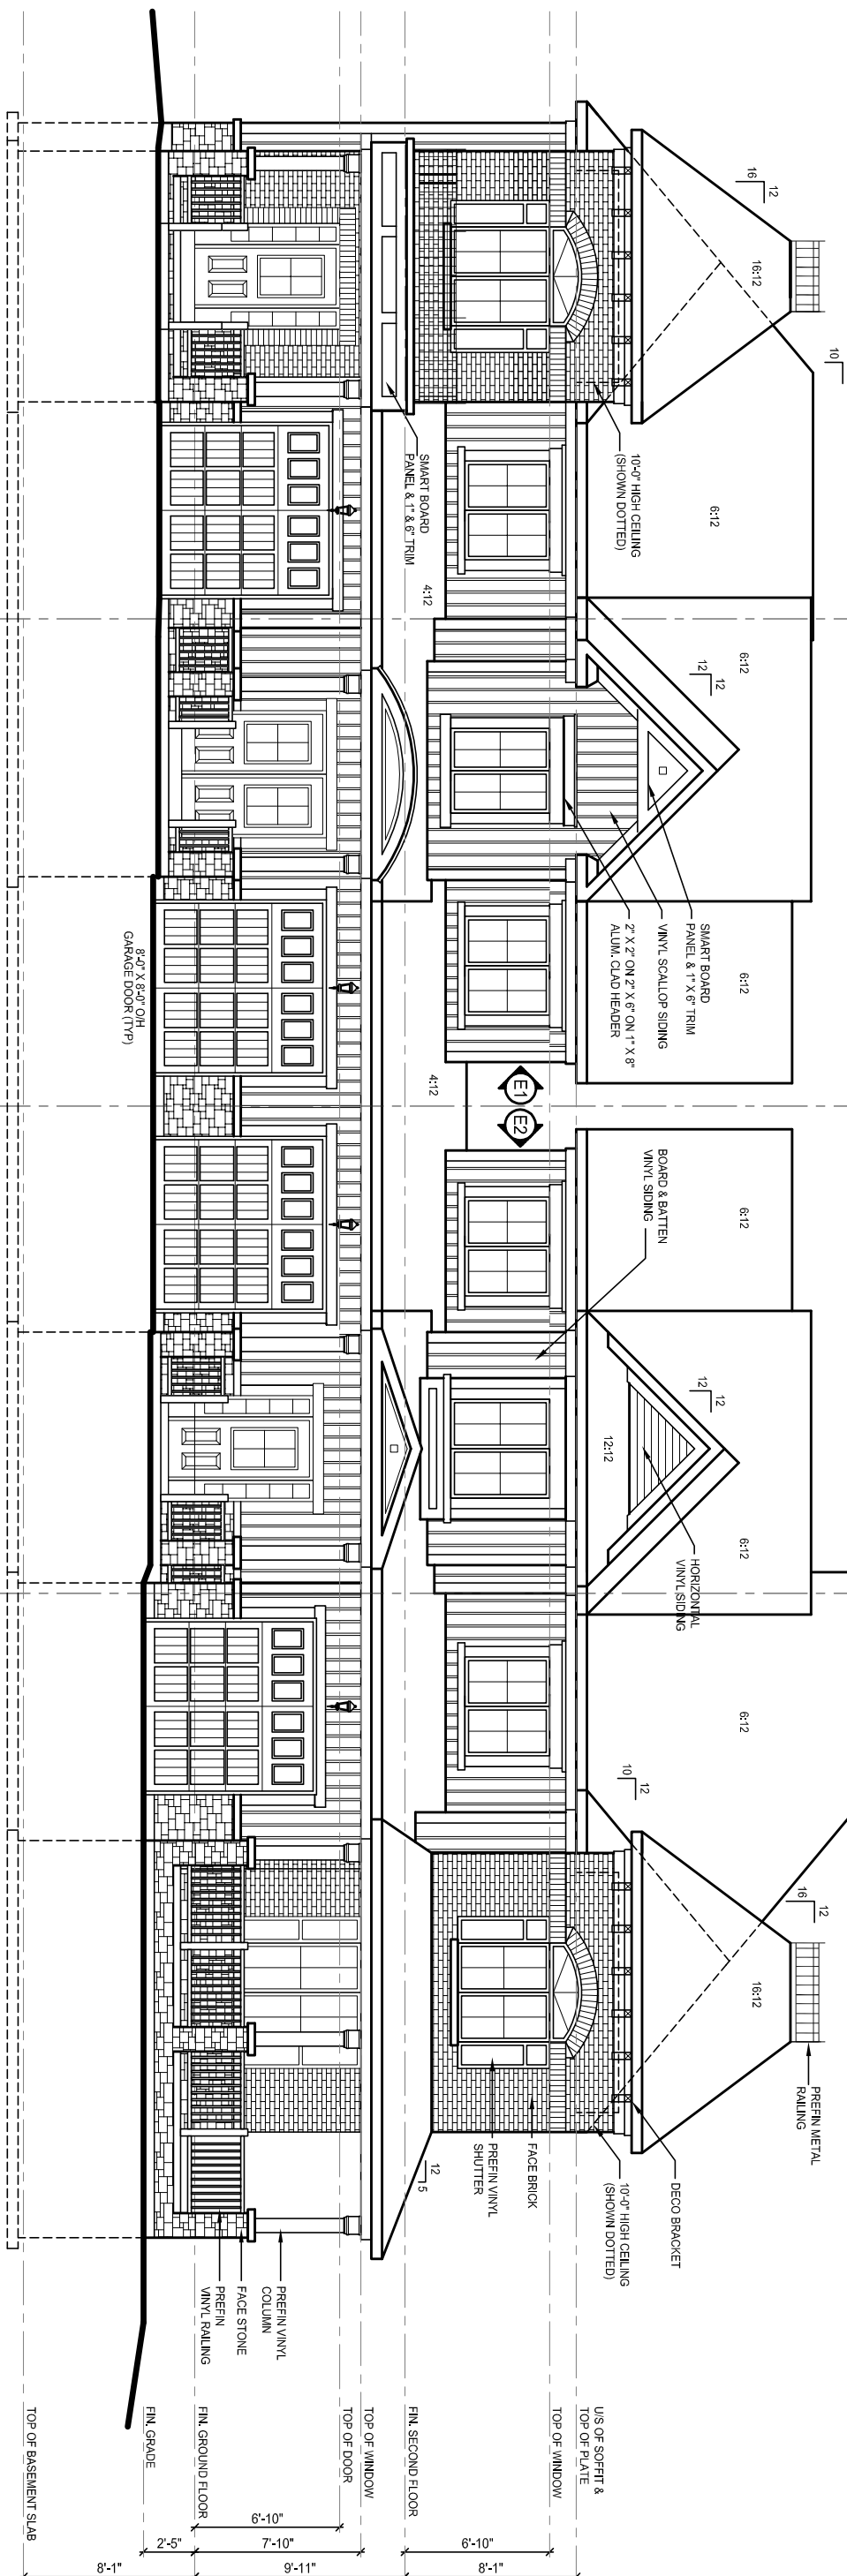 12
16
16:12
10
10'-0" HIGH CEILING
(SHOWN DOTTED)
SMART BOARD
PANEL & 1" & 6" TRIM
6:12
4:12
6:12
12
12
SMART BOARD
PANEL & 1" X 6" TRIM
VINYL SCALLOP SIDING
2" X 2" ON 2" X 6" ON 1" X 8"
ALUM. CLAD HEADER
8'-0" X 8'-0" O/H
GARAGE DOOR (TYP)
6:12
4:12
E1
E2
6:12
BOARD & BATTEN
VINYL SIDING
12
12
12:12
6:12
HORIZONTAL
VINYL SIDING
6:12
12
10
12
16
16:12
PREFIN METAL
RAILING
DECO BRACKET
10'-0" HIGH CEILING
(SHOWN DOTTED)
FACE BRICK
PREFIN VINYL
SHUTTER
12
5
PREFIN VINYL
COLUMN
FACE STONE
PREFIN
VINYL RAILING
U/S OF SOFFIT &
TOP OF PLATE
TOP OF WINDOW
FIN. SECOND FLOOR
TOP OF WINDOW
TOP OF DOOR
FIN. GROUND FLOOR
FIN. GRADE
TOP OF BASEMENT SLAB
6'-10"
8'-1"
6'-10"
7'-10"
9'-11"
2'-5"
8'-1"